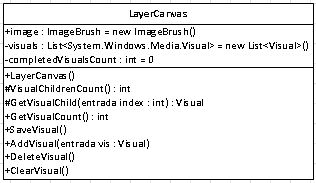 LayerCanvas
+image : ImageBrush = new ImageBrush()
-visuals : List<System.Windows.Media.Visual> = new List<Visual>()
-completedVisualsCount : int = 0
+LayerCanvas()
#VisualChildrenCount() : int
#GetVisualChild(entrada index : int) : Visual
+GetVisualCount() : int
+SaveVisual()
+AddVisual(entrada vis : Visual)
+DeleteVisual()
+ClearVisual()